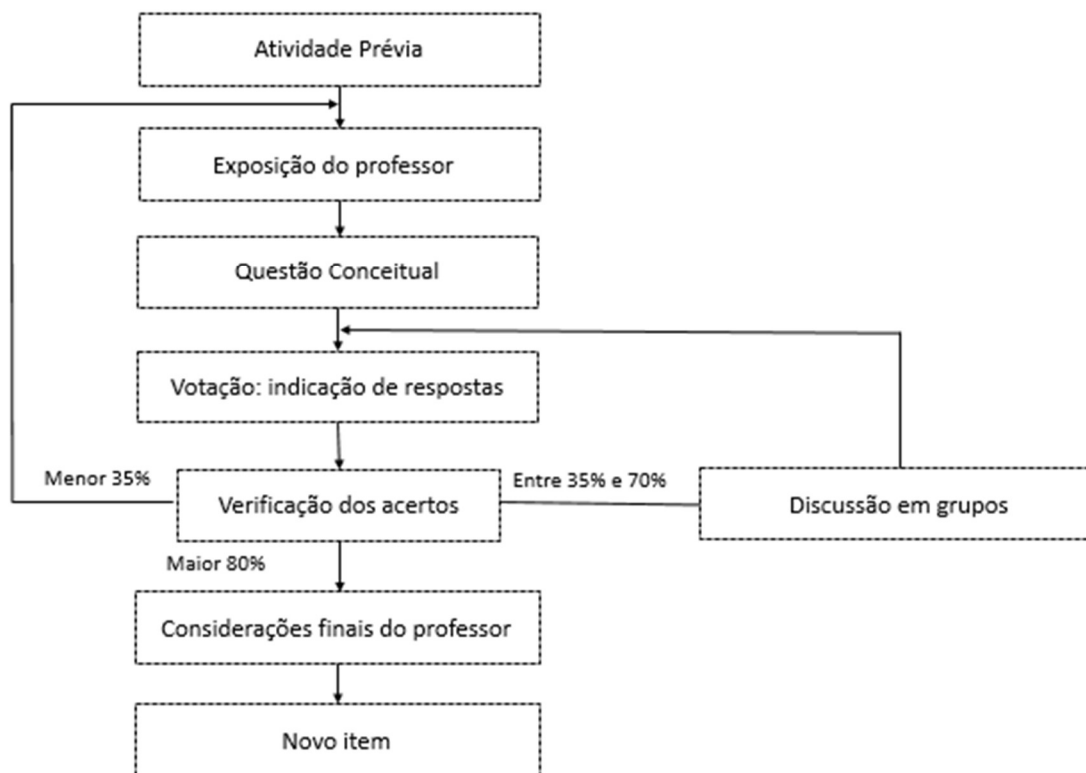 Atividade Prévia
Exposição do professor
Questão Conceitual
Votação: indicação de respostas
Menor 35%
Verificação dos acertos
Entre 35% e 70%
Discussão em grupos
Maior 80%
Considerações finais do professor
Novo item